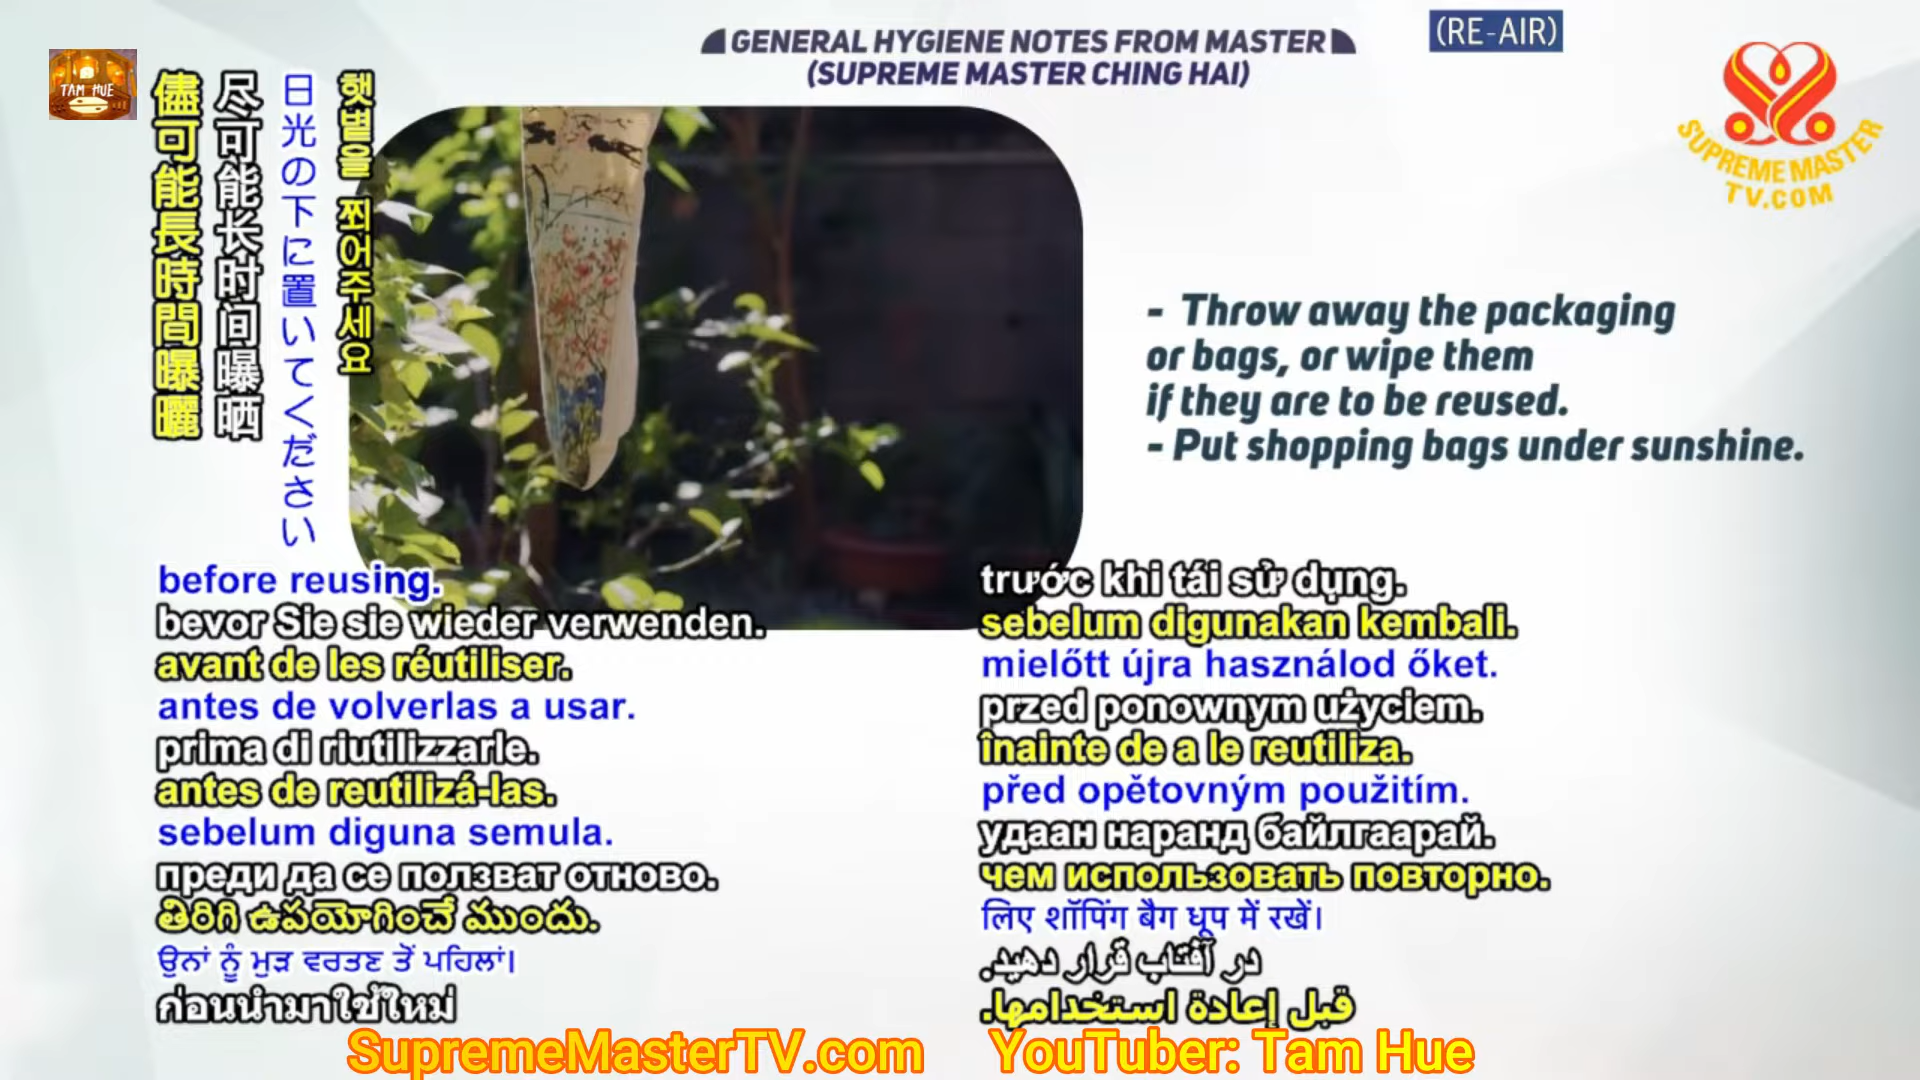 (RE-AIR)
GENERAL HYGIENE NOTES FROM MASTER
(SUPREME MASTER CHING HAI)
TAM HUE
SUPREME MASTER
TV.COM
儘可能長時間曝曬
尽可能长时间曝晒
日光の下に置いてください
햇볕을 쬐어주세요
- Throw away the packaging
or bags, or wipe them
if they are to be reused.
- Put shopping bags under sunshine.
before reusing.
bevor Sie sie wieder verwenden.
avant de les réutiliser.
antes de volverlas a usar.
prima di riutilizzarle.
antes de reutilizá-las.
sebelum diguna semula.
преди да се ползват отново.
తిరిగి ఉపయోగించే ముందు.
ਉਨਾਂ ਨੂੰ ਮੁੜ ਵਰਤਣ ਤੋਂ ਪਹਿਲਾਂ।
ก่อนนำมาใช้ใหม่
trước khi tái sử dụng.
sebelum digunakan kembali.
mielőtt újra használod őket.
przed ponownym użyciem.
înainte de a le reutiliza.
před opětovným použitím.
удаан наранд байлгаарай.
чем использовать повторно.
लिए शॉपिंग बैग धूप में रखें।
در آفتاب قرار دهید.
قبل إعادة استخدامها.
SupremeMasterTV.com YouTuber: Tam Hue